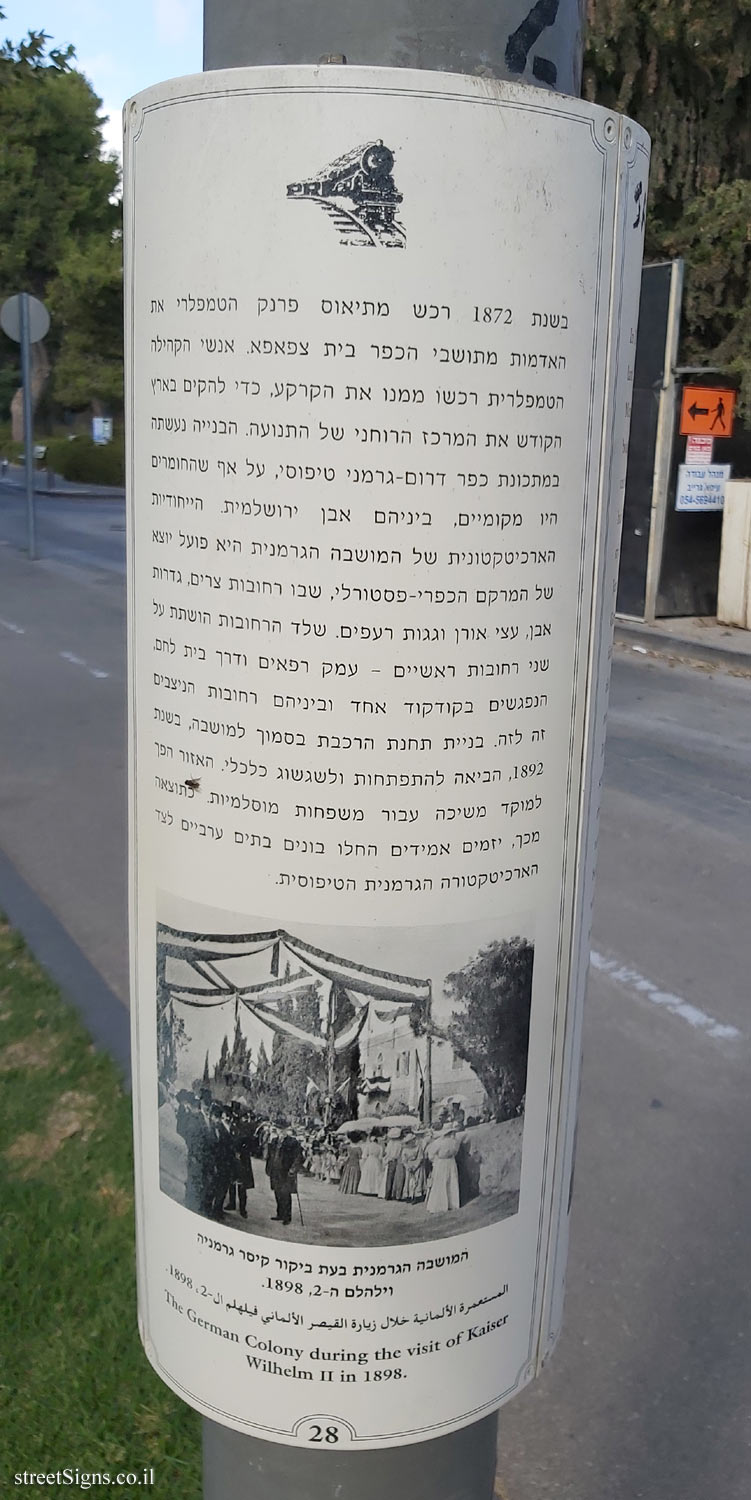 בשנת 1872 רכש מתיאוס פרנק הטמפלרי את
האדמות מתושבי הכפר בית צפאפא. אנשי הקהילה
הטמפלרית רכשו ממנו את הקרקע, כדי להקים בארץ
הקודש את המרכז הרוחני של התנועה. הבנייה נעשתה
במתכונת כפר דרום-גרמני טיפוסי, על אף שהחומרים
היו מקומיים, ביניהם אבן ירושלמית. הייחודיות
הארכיטקטונית של המושבה הגרמנית היא פועל יוצא
של המרקם הכפרי-פסטורלי, שבו רחובות צרים, גדרות
אבן, עצי אורן וגגות רעפים. שלד הרחובות הושתת על
שני רחובות ראשיים – עמק רפאים ודרך בית לחם,
הנפגשים בקודקוד אחד וביניהם רחובות הניצבים
זה לזה. בניית תחנת הרכבת בסמוך למושבה, בשנת
1892, הביאה להתפתחות ולשגשוג כלכלי. האזור הפך
למוקד משיכה עבור משפחות מוסלמיות. כתוצאה
מכך, יזמים אמידים החלו בונים בתים ערביים לצד
הארכיטקטורה הגרמנית הטיפוסית.
המושבה הגרמנית בעת ביקור קיסר גרמניה
וילהלם ה-2, 1898.
المستعمرة الألمانية خلال زيارة القيصر الألماني فيلهلم ال-2، 1898.
The German Colony during the visit of Kaiser
Wilhelm II in 1898.
28
מנהל עבודה
054-5694410
streetSigns.co.il